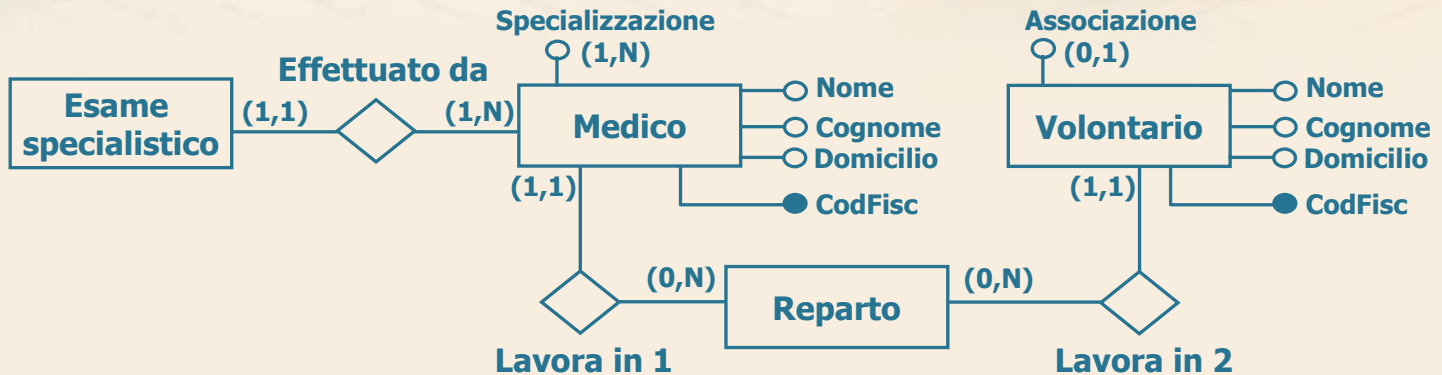 Specializzazione
(1,N)
Associazione
(0,1)
Effettuato da
Esame
specialistico
(1,1)
(1,N)
Medico
Nome
Cognome
Domicilio
CodFisc
Volontario
Nome
Cognome
Domicilio
CodFisc
(1,1)
(1,1)
(0,N)
Reparto
(0,N)
Lavora in 1
Lavora in 2